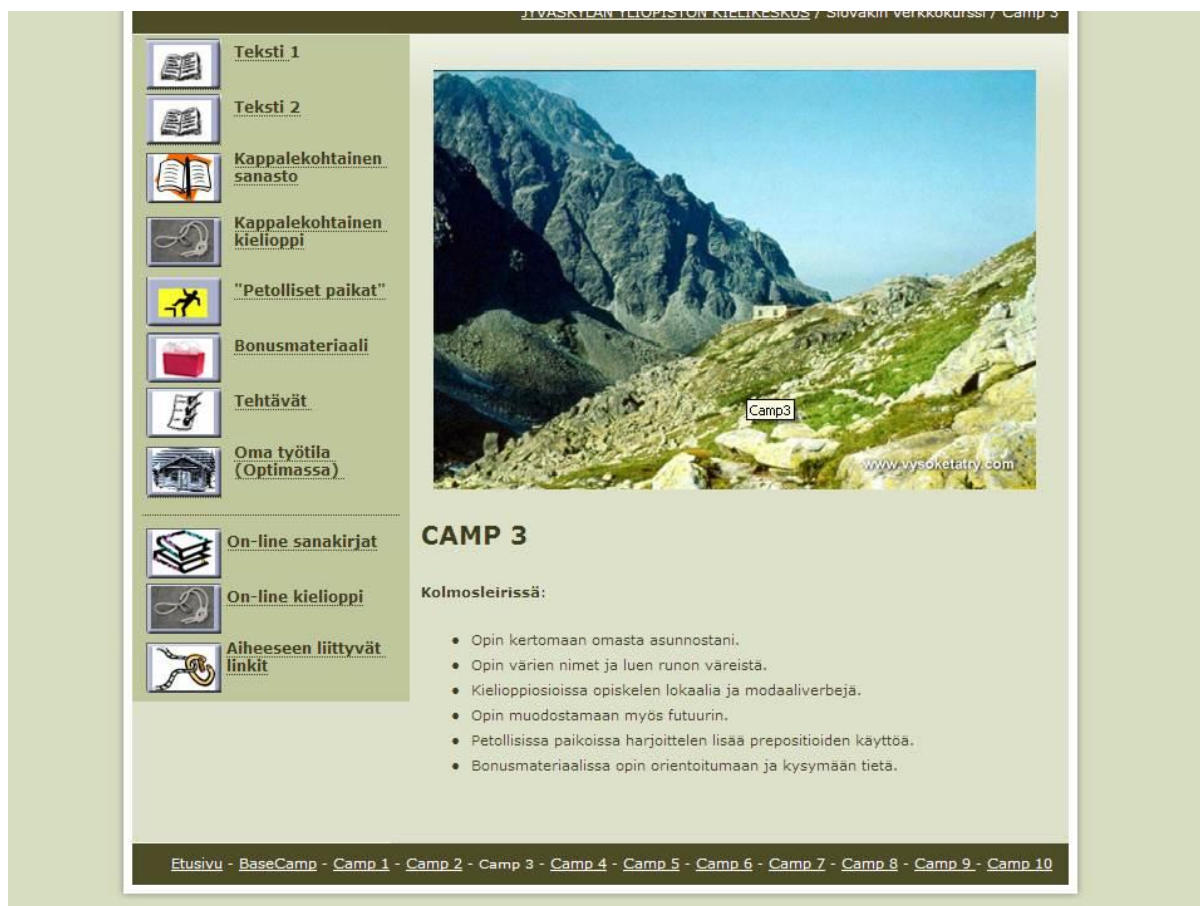 JYVÄSKYLÄN YLIOPISTON KIELIKESKUS / Slovakin verkkokurssi / Camp 3
Teksti 1
Teksti 2
Kappalekohtainen
sanasto
Kappalekohtainen
kielioppi
"Petolliset paikat"
Bonusmateriaali
Tehtävät
Oma työtila
(Optimassa)
On-line sanakirjat
On-line kielioppi
Aiheeseen liittyvät
linkit
Camp3
www.vysoketatry.com
CAMP 3
Kolmosleirissä:
• Opin kertomaan omasta asunnostani.
• Opin värien nimet ja luen runon väreistä.
• Kielioppiosioissa opiskelen lokaalia ja modaaliverbejä.
• Opin muodostamaan myös futuurin.
• Petollisissa paikoissa harjoittelen lisää prepositioiden käyttöä.
• Bonusmateriaalissa opin orientoitumaan ja kysymään tietä.
Etusivu - BaseCamp - Camp 1 - Camp 2 - Camp 3 - Camp 4 - Camp 5 - Camp 6 - Camp 7 - Camp 8 - Camp 9 - Camp 10